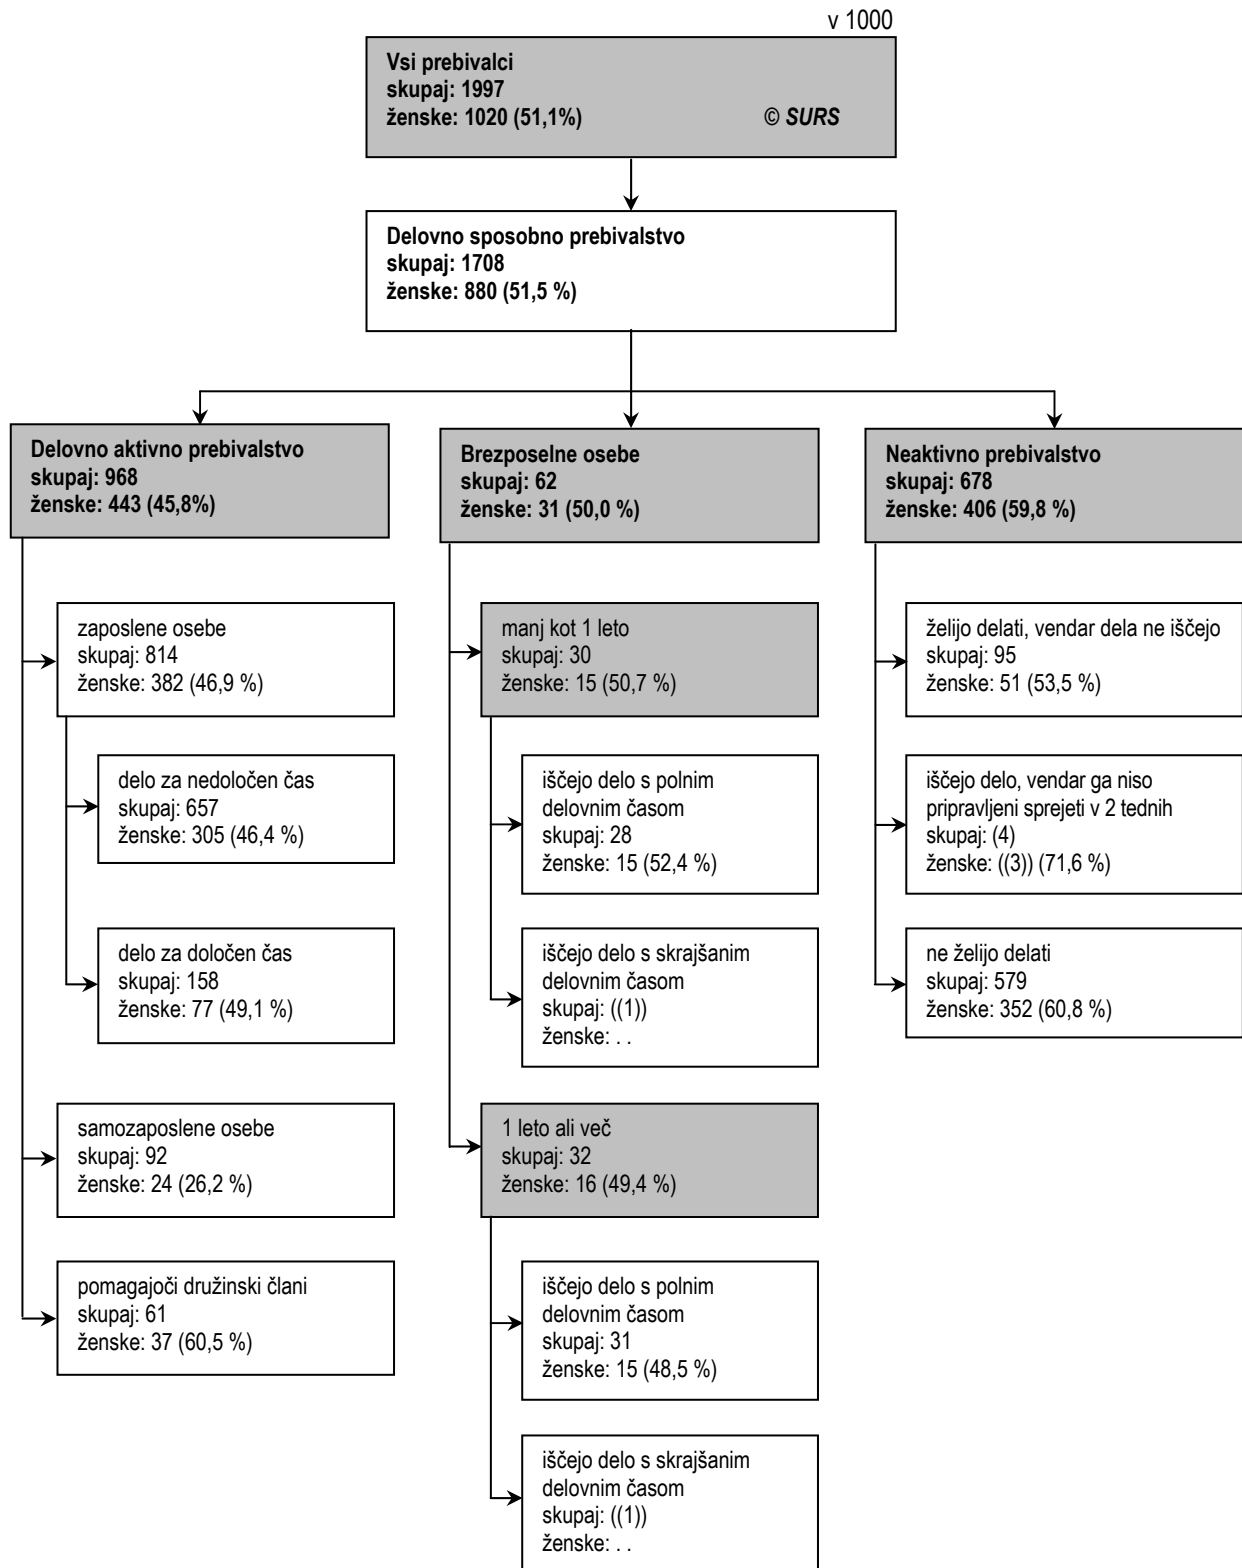 v 1000
Vsi prebivalci
skupaj: 1997
ženske: 1020 (51,1%) © SURS
Delovno sposobno prebivalstvo
skupaj: 1708
ženske: 880 (51,5 %)
Delovno aktivno prebivalstvo
skupaj: 968
ženske: 443 (45,8%)
zaposlene osebe
skupaj: 814
ženske: 382 (46,9 %)
delo za nedoločen čas
skupaj: 657
ženske: 305 (46,4 %)
delo za določen čas
skupaj: 158
ženske: 77 (49,1 %)
samozaposlene osebe
skupaj: 92
ženske: 24 (26,2 %)
pomagajoči družinski člani
skupaj: 61
ženske: 37 (60,5 %)
Brezposelne osebe
skupaj: 62
ženske: 31 (50,0 %)
manj kot 1 leto
skupaj: 30
ženske: 15 (50,7 %)
iščejo delo s polnim
delovnim časom
skupaj: 28
ženske: 15 (52,4 %)
iščejo delo s skrajšanim
delovnim časom
skupaj: ((1))
ženske: . .
1 leto ali več
skupaj: 32
ženske: 16 (49,4 %)
iščejo delo s polnim
delovnim časom
skupaj: 31
ženske: 15 (48,5 %)
iščejo delo s skrajšanim
delovnim časom
skupaj: ((1))
ženske: . .
Neaktivno prebivalstvo
skupaj: 678
ženske: 406 (59,8 %)
želijo delati, vendar dela ne iščejo
skupaj: 95
ženske: 51 (53,5 %)
iščejo delo, vendar ga niso
pripravljeni sprejeti v 2 tednih
skupaj: (4)
ženske: ((3)) (71,6 %)
ne želijo delati
skupaj: 579
ženske: 352 (60,8 %)